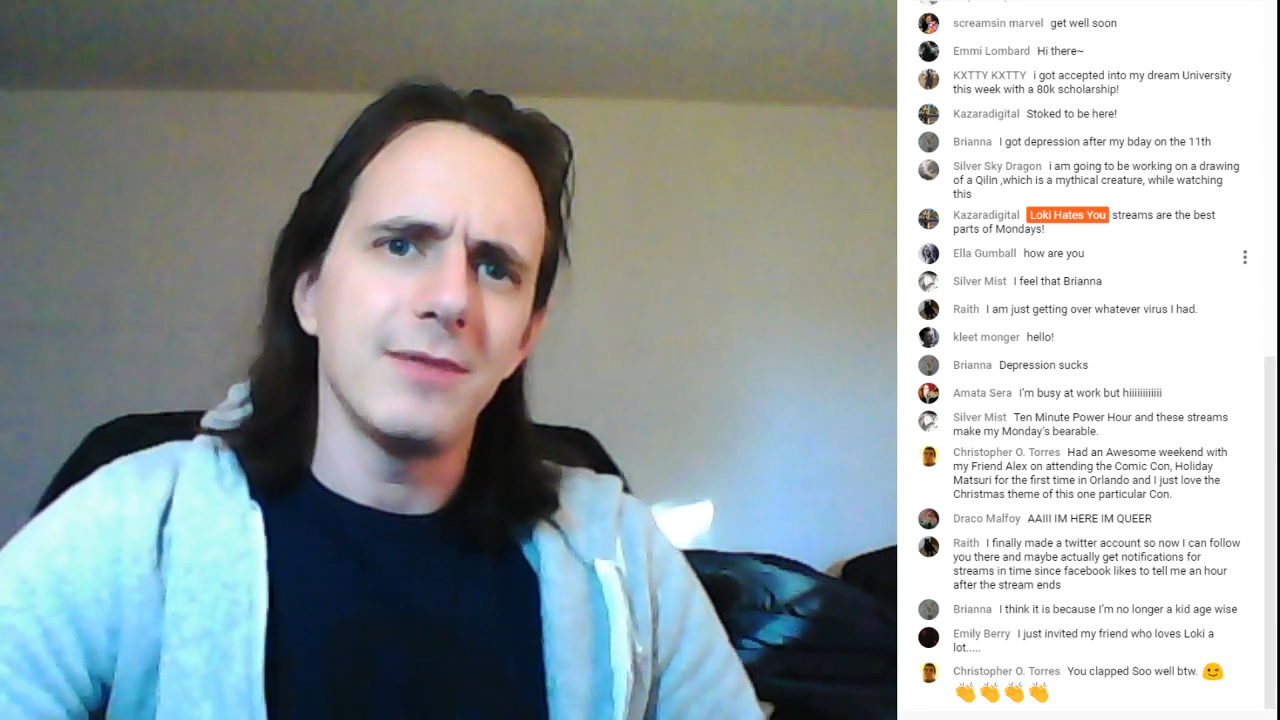 screamsin marvel get well soon
Emmi Lombard Hi there~
KXTTY KXTTY i got accepted into my dream University
this week with a 80k scholarship!
Kazaradigital Stoked to be here!
Brianna I got depression after my bday on the 11th
Silver Sky Dragon i am going to be working on a drawing
of a Qilin ,which is a mythical creature, while watching
this
Kazaradigital Loki Hates You streams are the best
parts of Mondays!
Ella Gumball how are you
Silver Mist I feel that Brianna
Raith I am just getting over whatever virus I had.
kleet monger hello!
Brianna Depression sucks
Amata Sera I'm busy at work but hiiiiiiiiiiii
Silver Mist Ten Minute Power Hour and these streams
make my Monday's bearable.
Christopher O. Torres Had an Awesome weekend with
my Friend Alex on attending the Comic Con, Holiday
Matsuri for the first time in Orlando and I just love the
Christmas theme of this one particular Con.
Draco Malfoy AAIII IM HERE IM QUEER
Raith I finally made a twitter account so now I can follow
you there and maybe actually get notifications for
streams in time since facebook likes to tell me an hour
after the stream ends
Brianna I think it is because I'm no longer a kid age wise
Emily Berry I just invited my friend who loves Loki a
lot.....
Christopher O. Torres You clapped Soo well btw. 😉
👏👏👏👏